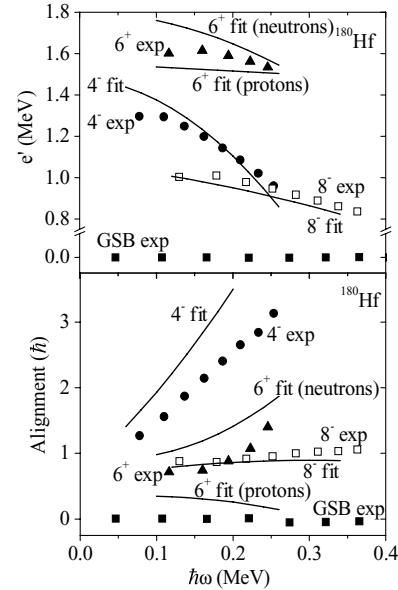 1.8
6⁺ fit (neutrons)
¹⁸⁰Hf
6⁺ exp
1.6
4⁻ fit
6⁺ fit (protons)
1.4
4⁻ exp
e' (MeV)
1.2
1.0
8⁻ exp
8⁻ fit
0.8
GSB exp
0.0
¹⁸⁰Hf
4⁻ fit
3
4⁻ exp
Alignment (ℏ)
2
6⁺ fit (neutrons)
8⁻ exp
1
6⁺ exp
8⁻ fit
6⁺ fit (protons)
GSB exp
0
0.0 0.1 0.2 0.3 0.4
ℏω (MeV)